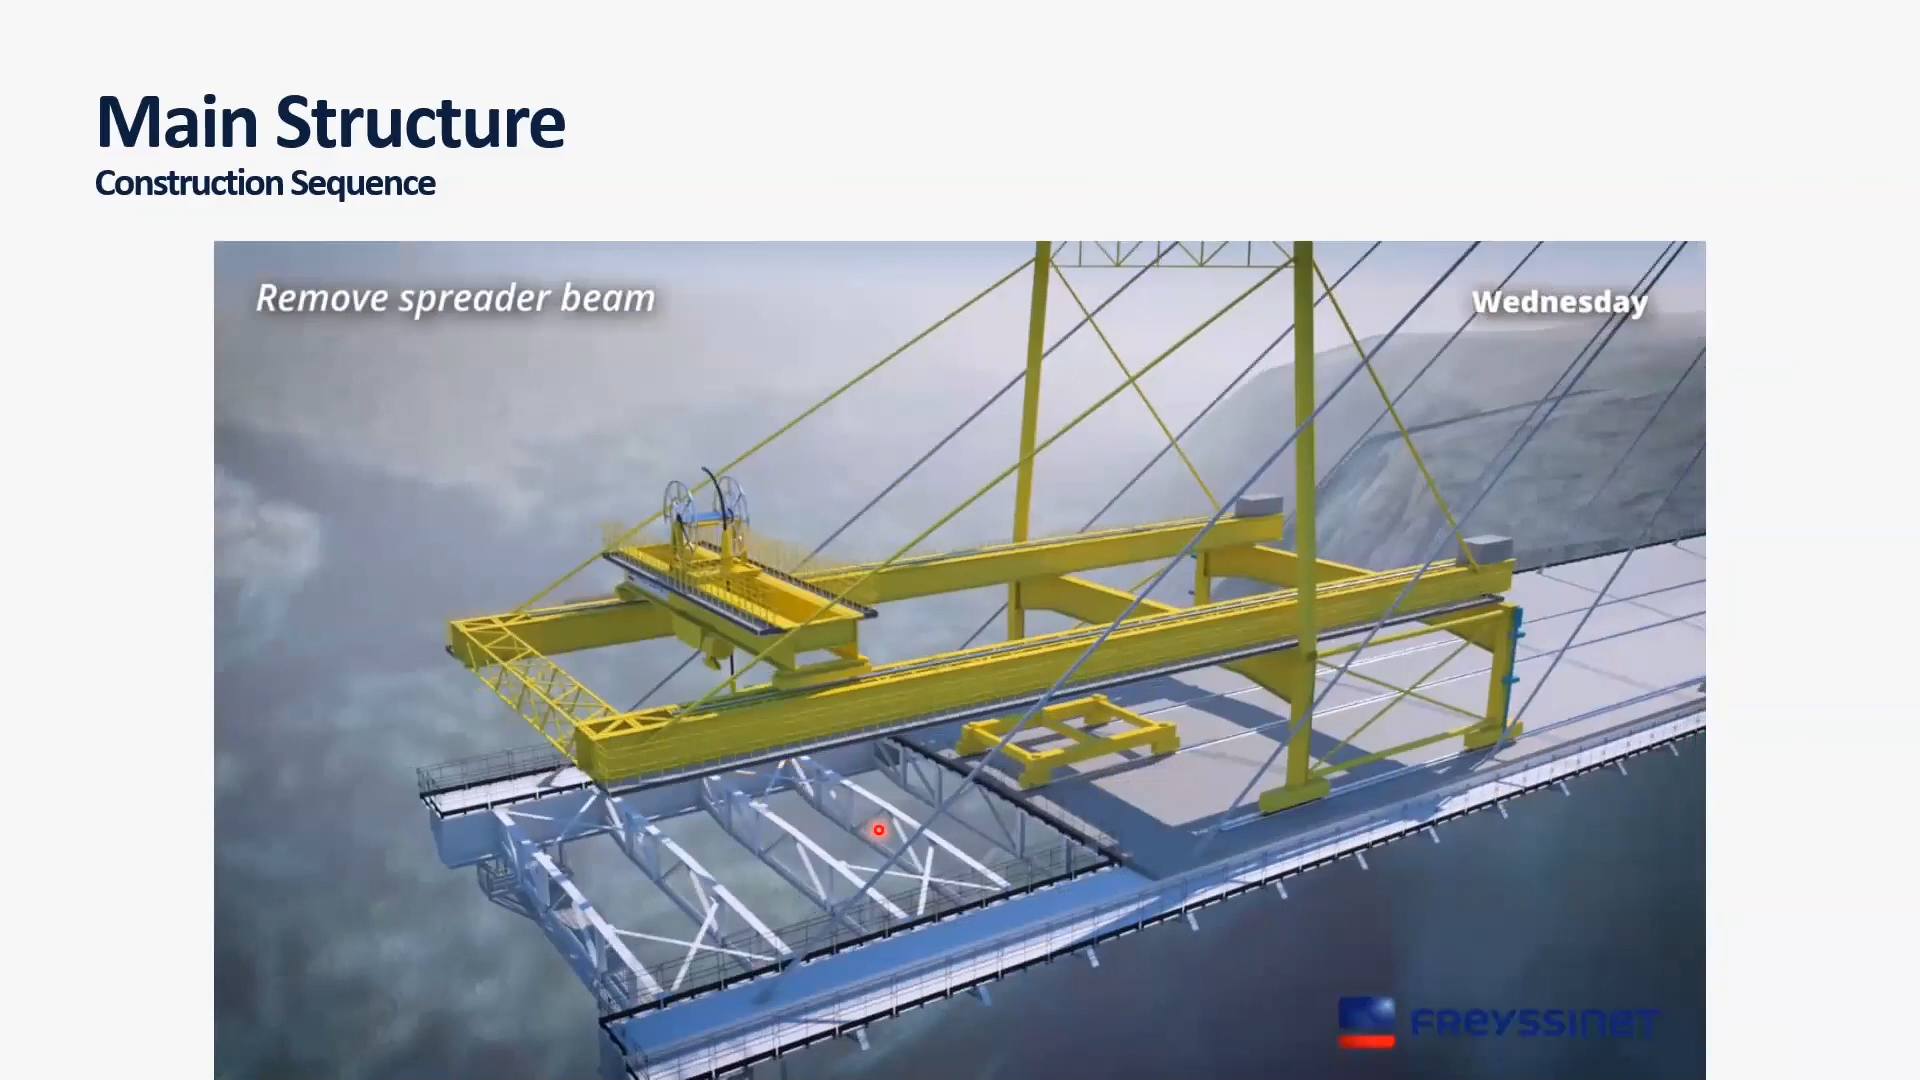 Main Structure
Construction Sequence
Remove spreader beam
Wednesday
FREYSSINET